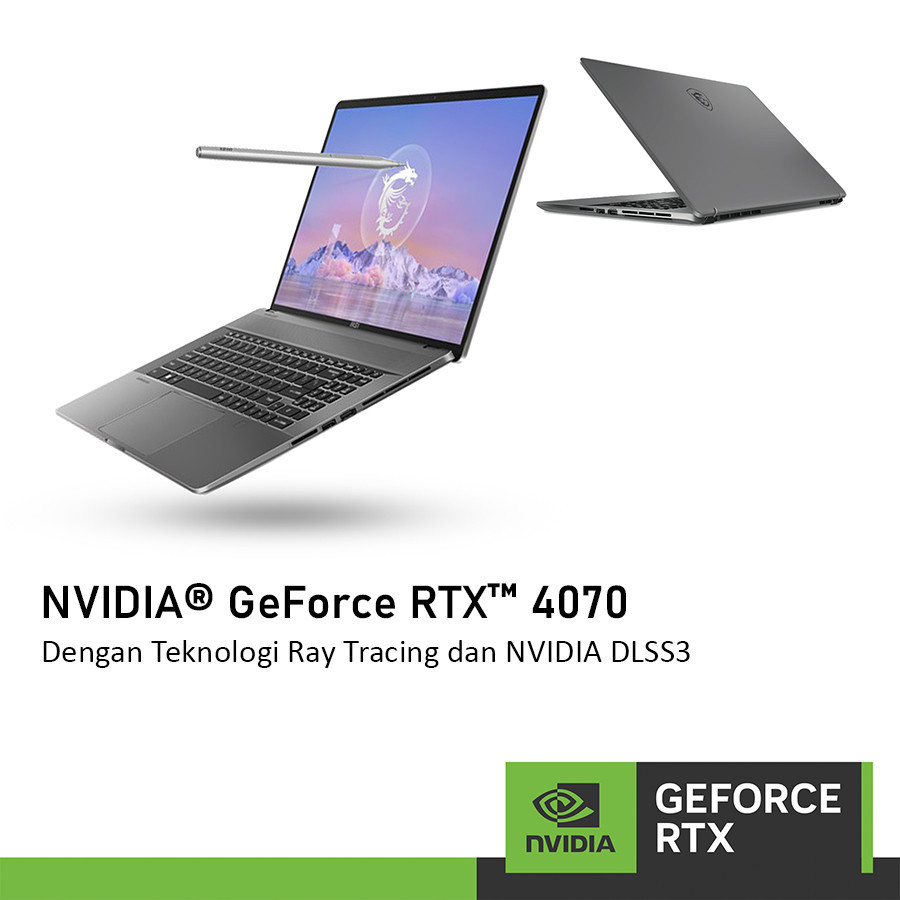 NVIDIA® GeForce RTX™ 4070
Dengan Teknologi Ray Tracing dan NVIDIA DLSS3
NVIDIA
GEFORCE
RTX